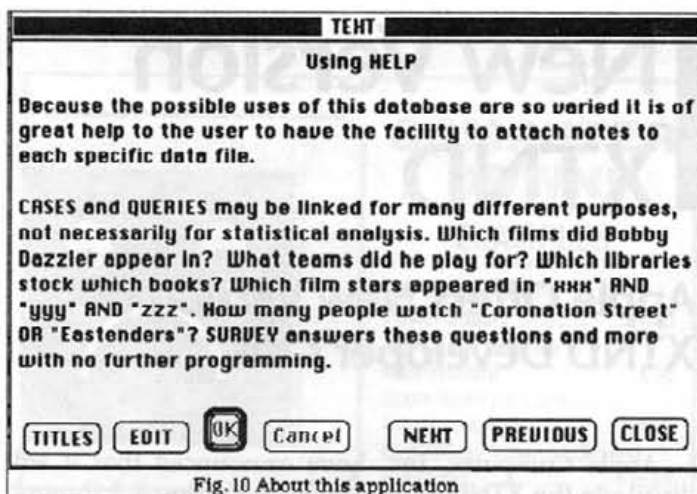 TEXT
Using HELP
Because the possible uses of this database are so varied it is of
great help to the user to have the facility to attach notes to
each specific data file.
CASES and QUERIES may be linked for many different purposes,
not necessarily for statistical analysis. Which films did Bobby
Dazzler appear in? What teams did he play for? Which libraries
stock which books? Which film stars appeared in "xxx" AND
"yyy" AND "zzz". How many people watch "Coronation Street"
OR "Eastenders"? SURVEY answers these questions and more
with no further programming.
TITLES EDIT OK Cancel NEXT PREVIOUS CLOSE
Fig. 10 About this application